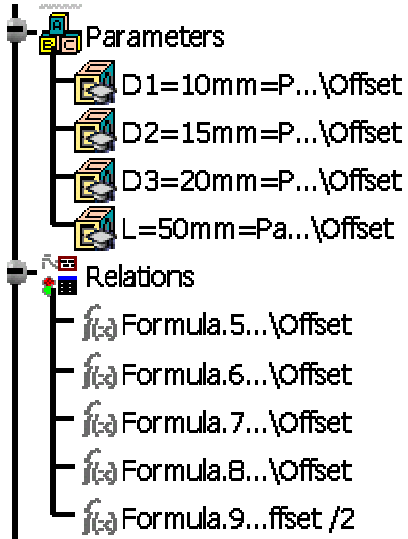 Parameters
D1=10mm=P...\Offset
D2=15mm=P...\Offset
D3=20mm=P...\Offset
L=50mm=Pa...\Offset
Relations
f(x) Formula.5...\Offset
f(x) Formula.6...\Offset
f(x) Formula.7...\Offset
f(x) Formula.8...\Offset
f(x) Formula.9...ffset /2